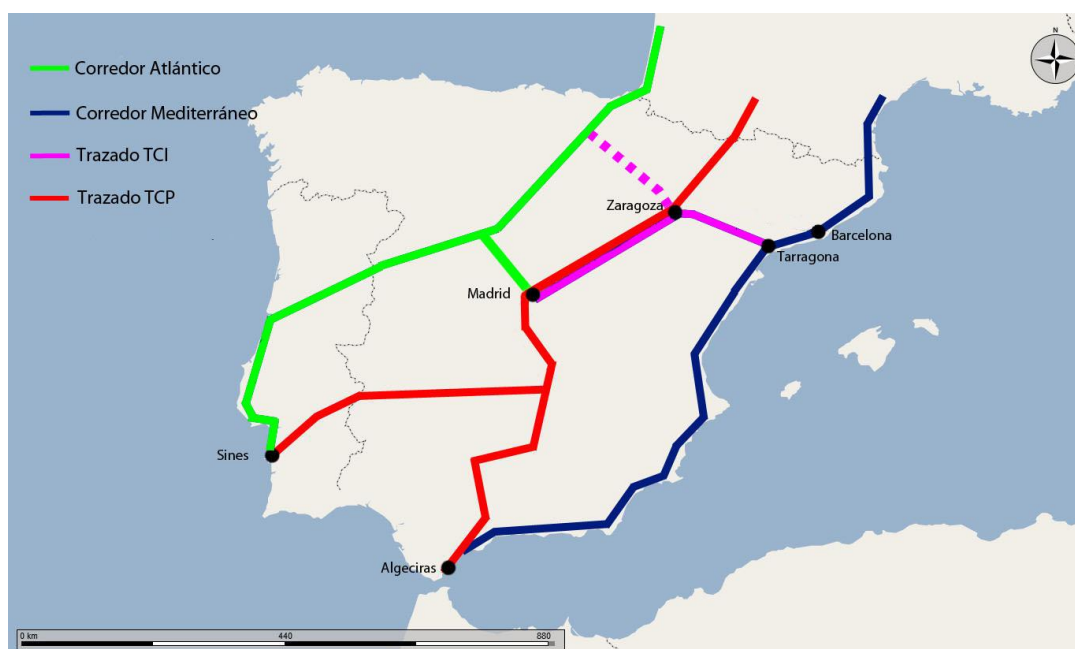 N
Corredor Atlántico
Corredor Mediterráneo
Trazado TCI
Trazado TCP
Zaragoza
Barcelona
Tarragona
Madrid
Sines
Algeciras
0 km 440 880